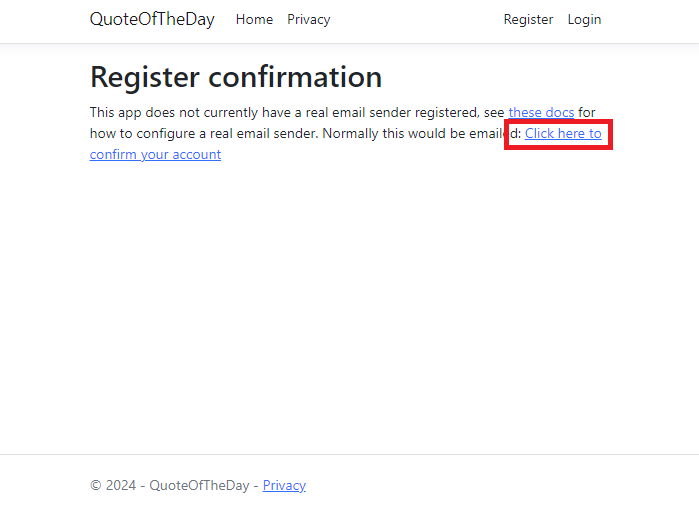 QuoteOfTheDay Home Privacy Register Login
Register confirmation
This app does not currently have a real email sender registered, see these docs for
how to configure a real email sender. Normally this would be emailed: Click here to
confirm your account
© 2024 - QuoteOfTheDay - Privacy